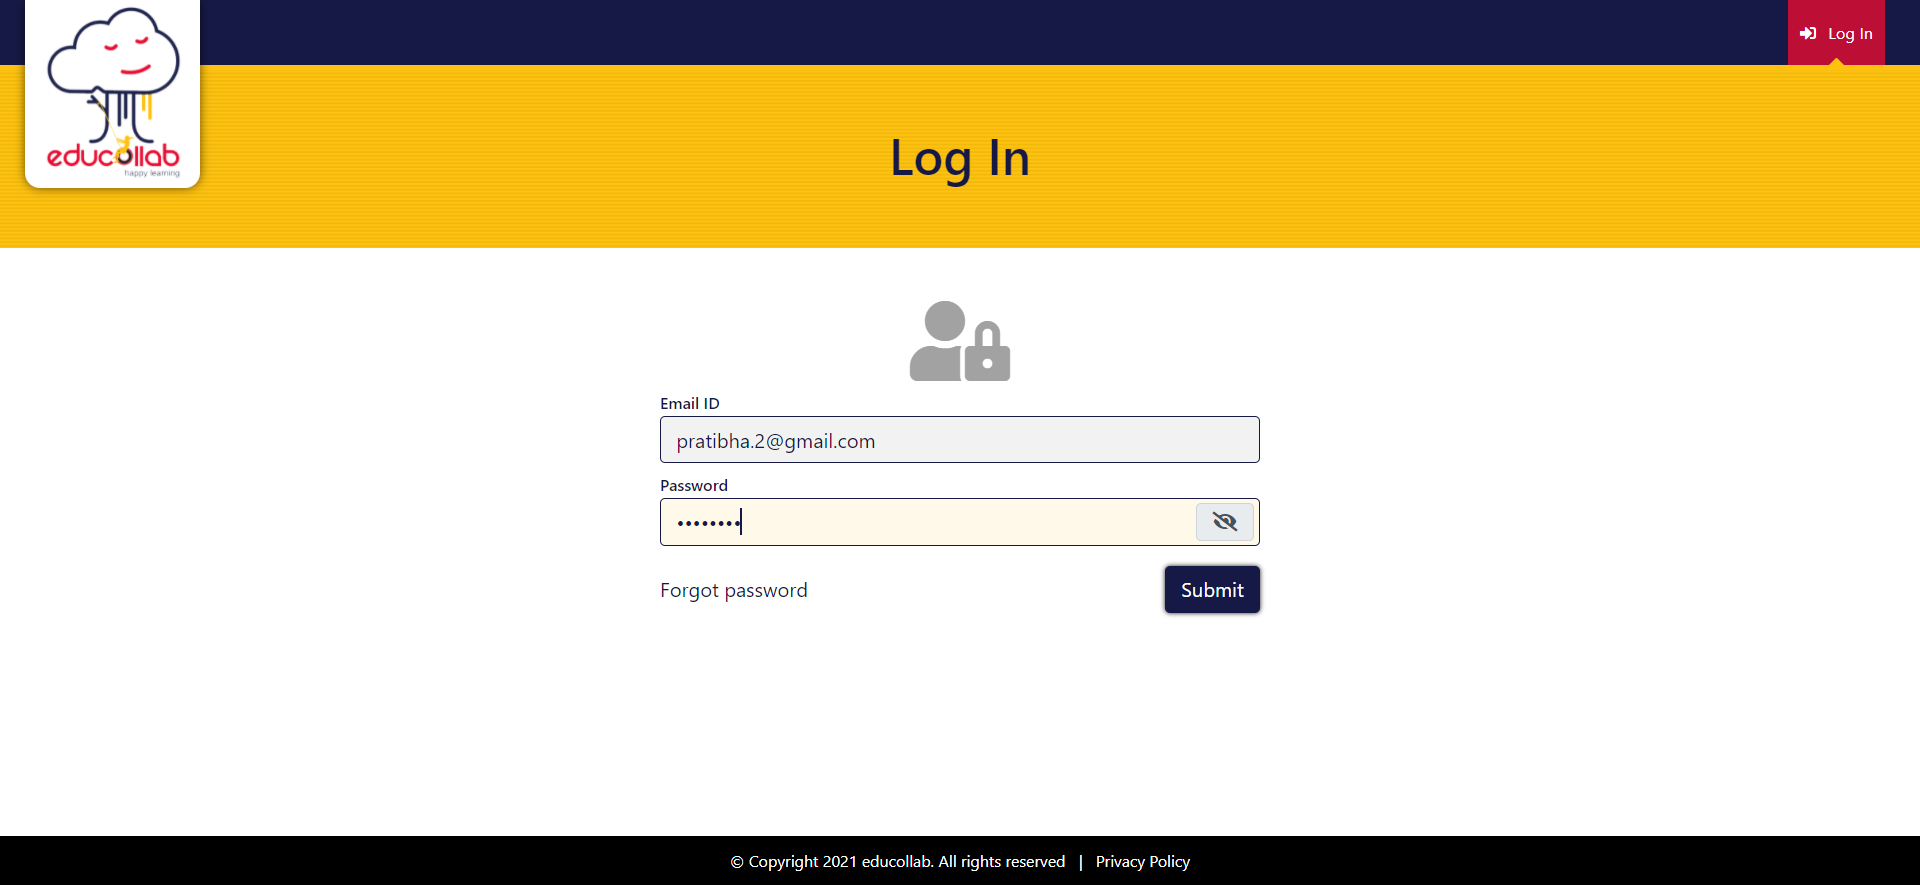 Log In
educollab
happy learning
Log In
Email ID
pratibha.2@gmail.com
Password
••••••••
Forgot password
Submit
© Copyright 2021 educollab. All rights reserved | Privacy Policy